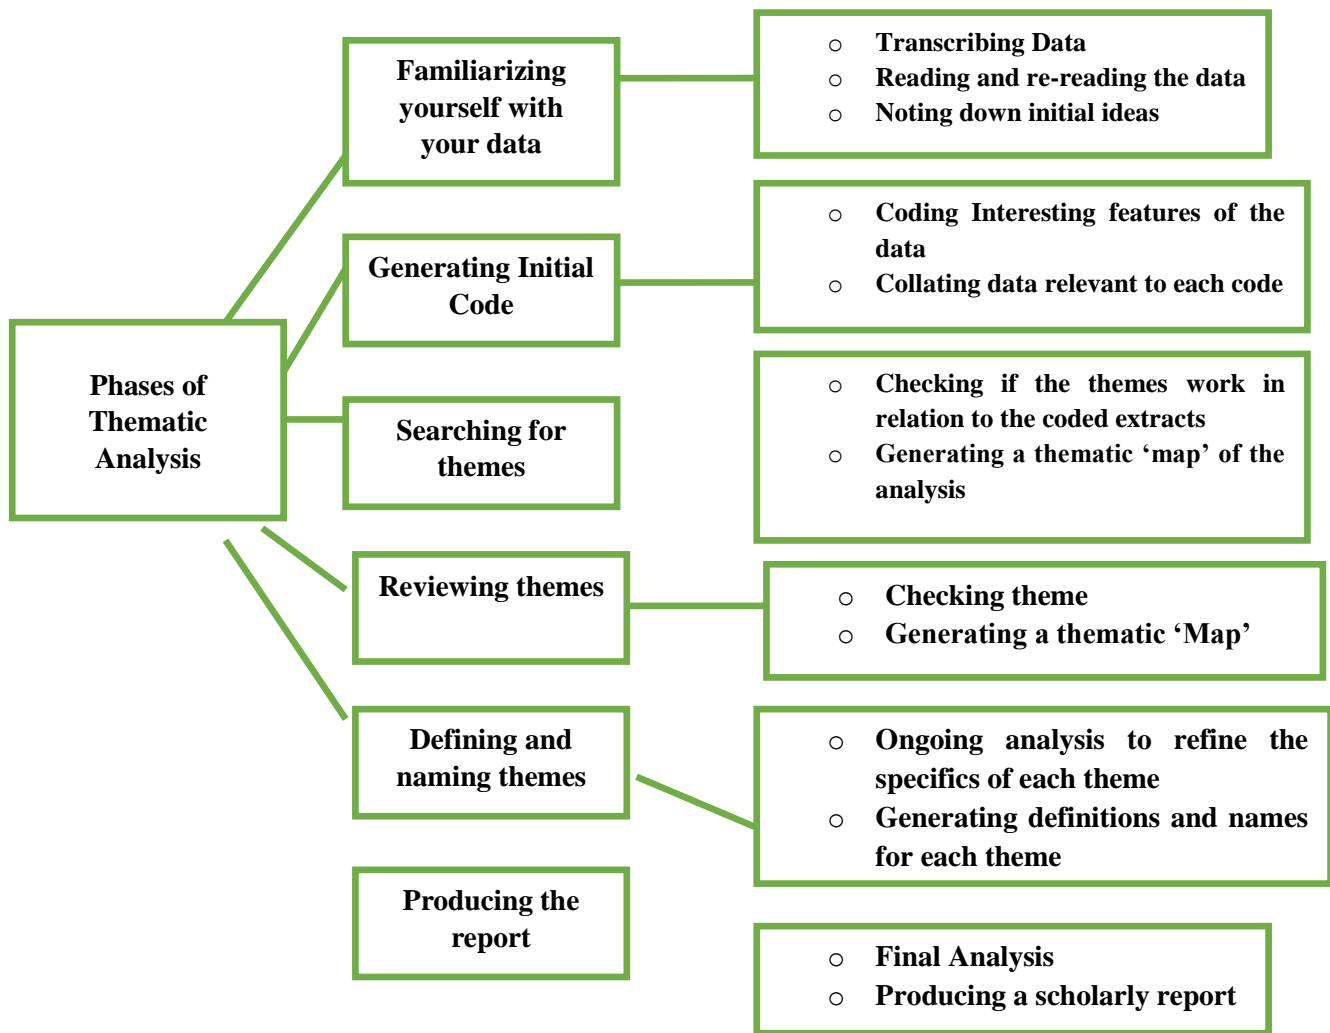 Phases of
Thematic
Analysis
Familiarizing
yourself with
your data
o Transcribing Data
o Reading and re-reading the data
o Noting down initial ideas
Generating Initial
Code
o Coding Interesting features of the
data
o Collating data relevant to each code
Searching for
themes
o Checking if the themes work in
relation to the coded extracts
o Generating a thematic ‘map’ of the
analysis
Reviewing themes
o Checking theme
o Generating a thematic ‘Map’
Defining and
naming themes
o Ongoing analysis to refine the
specifics of each theme
o Generating definitions and names
for each theme
Producing the
report
o Final Analysis
o Producing a scholarly report